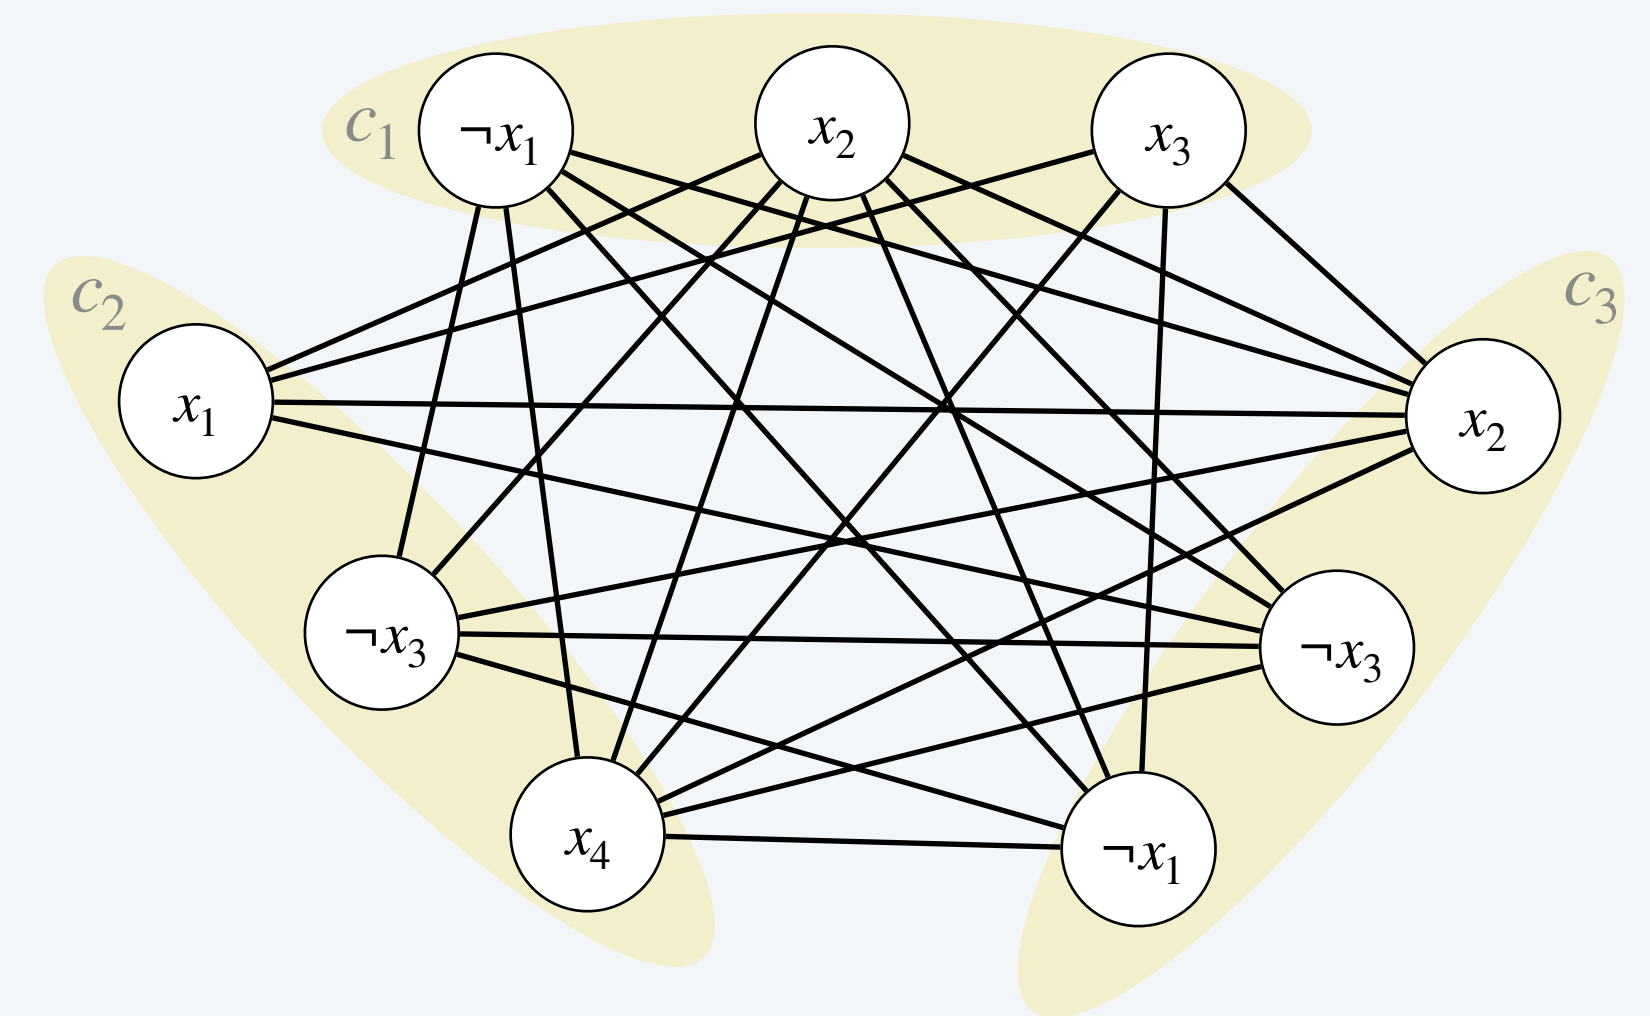 c₁ ¬x₁ x₂ x₃
c₂ c₃
x₁ x₂
¬x₃ ¬x₃
x₄ ¬x₁